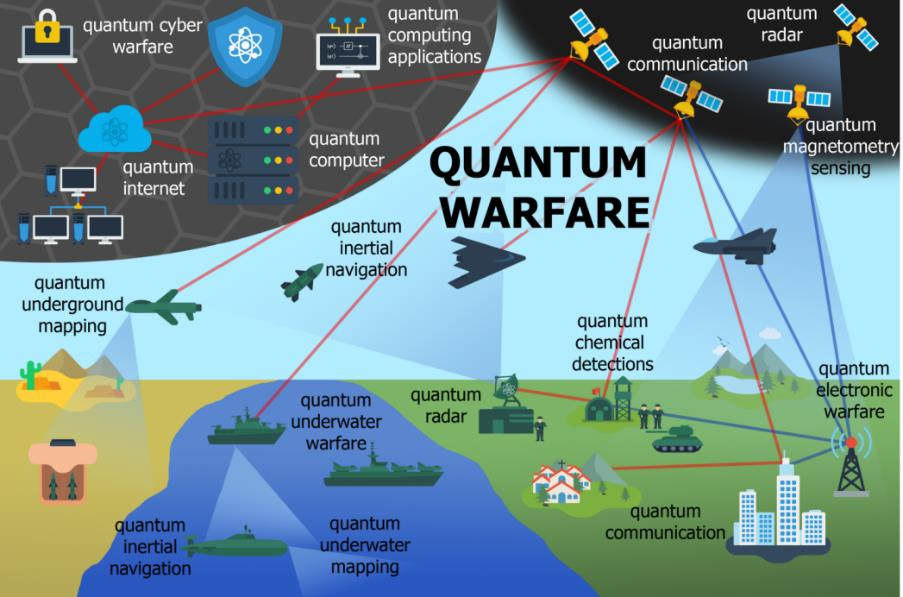 quantum cyber
warfare
quantum
computing
applications
quantum
communication
quantum
radar
quantum
internet
quantum
computer
quantum
magnetometry
sensing
QUANTUM
WARFARE
quantum
inertial
navigation
quantum
underground
mapping
quantum
chemical
detections
quantum
radar
quantum
electronic
warfare
quantum
underwater
warfare
quantum
communication
quantum
inertial
navigation
quantum
underwater
mapping